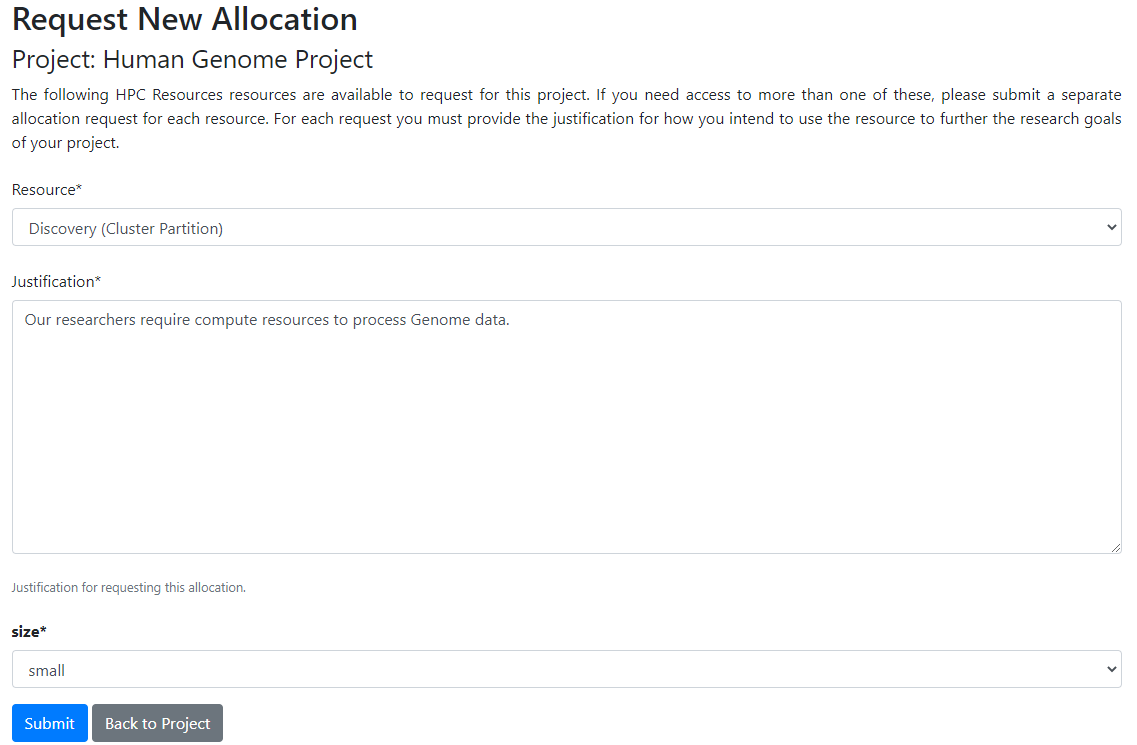 Request New Allocation
Project: Human Genome Project
The following HPC Resources resources are available to request for this project. If you need access to more than one of these, please submit a separate
allocation request for each resource. For each request you must provide the justification for how you intend to use the resource to further the research goals
of your project.
Resource*
Discovery (Cluster Partition)
Justification*
Our researchers require compute resources to process Genome data.
Justification for requesting this allocation.
size*
small
Submit Back to Project